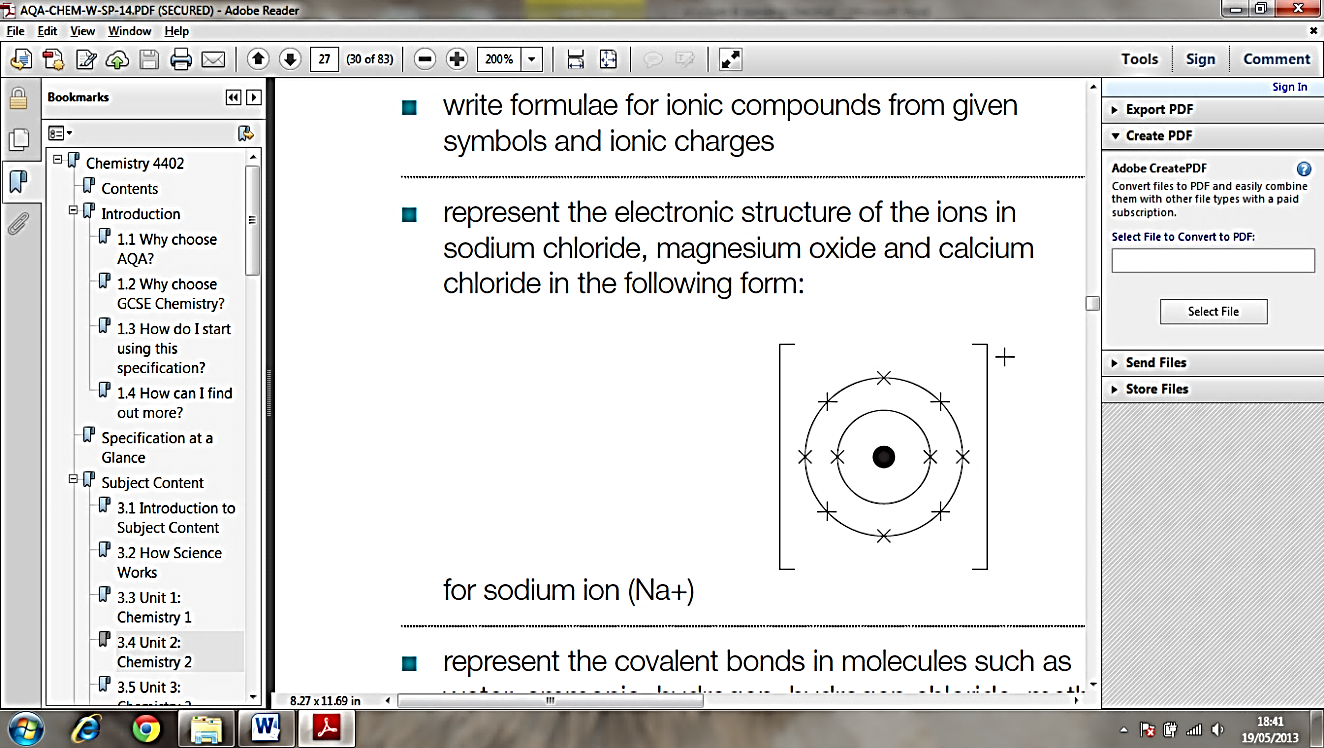 AQA-CHEM-W-SP-14.PDF (SECURED) - Adobe Reader
File Edit View Window Help
27 (30 of 83) 200% Tools Sign Comment
Sign In
Bookmarks
Chemistry 4402
Contents
Introduction
1.1 Why choose
AQA?
1.2 Why choose
GCSE Chemistry?
1.3 How do I start
using this
specification?
1.4 How can I find
out more?
Specification at a
Glance
Subject Content
3.1 Introduction to
Subject Content
3.2 How Science
Works
3.3 Unit 1:
Chemistry 1
3.4 Unit 2:
Chemistry 2
3.5 Unit 3:
write formulae for ionic compounds from given
symbols and ionic charges
represent the electronic structure of the ions in
sodium chloride, magnesium oxide and calcium
chloride in the following form:
+
for sodium ion (Na+)
represent the covalent bonds in molecules such as
8.27 x 11.69 in
Export PDF
Create PDF
Adobe CreatePDF
Convert files to PDF and easily combine
them with other file types with a paid
subscription.
Select File to Convert to PDF:
Select File
Send Files
Store Files
18:41
19/05/2013